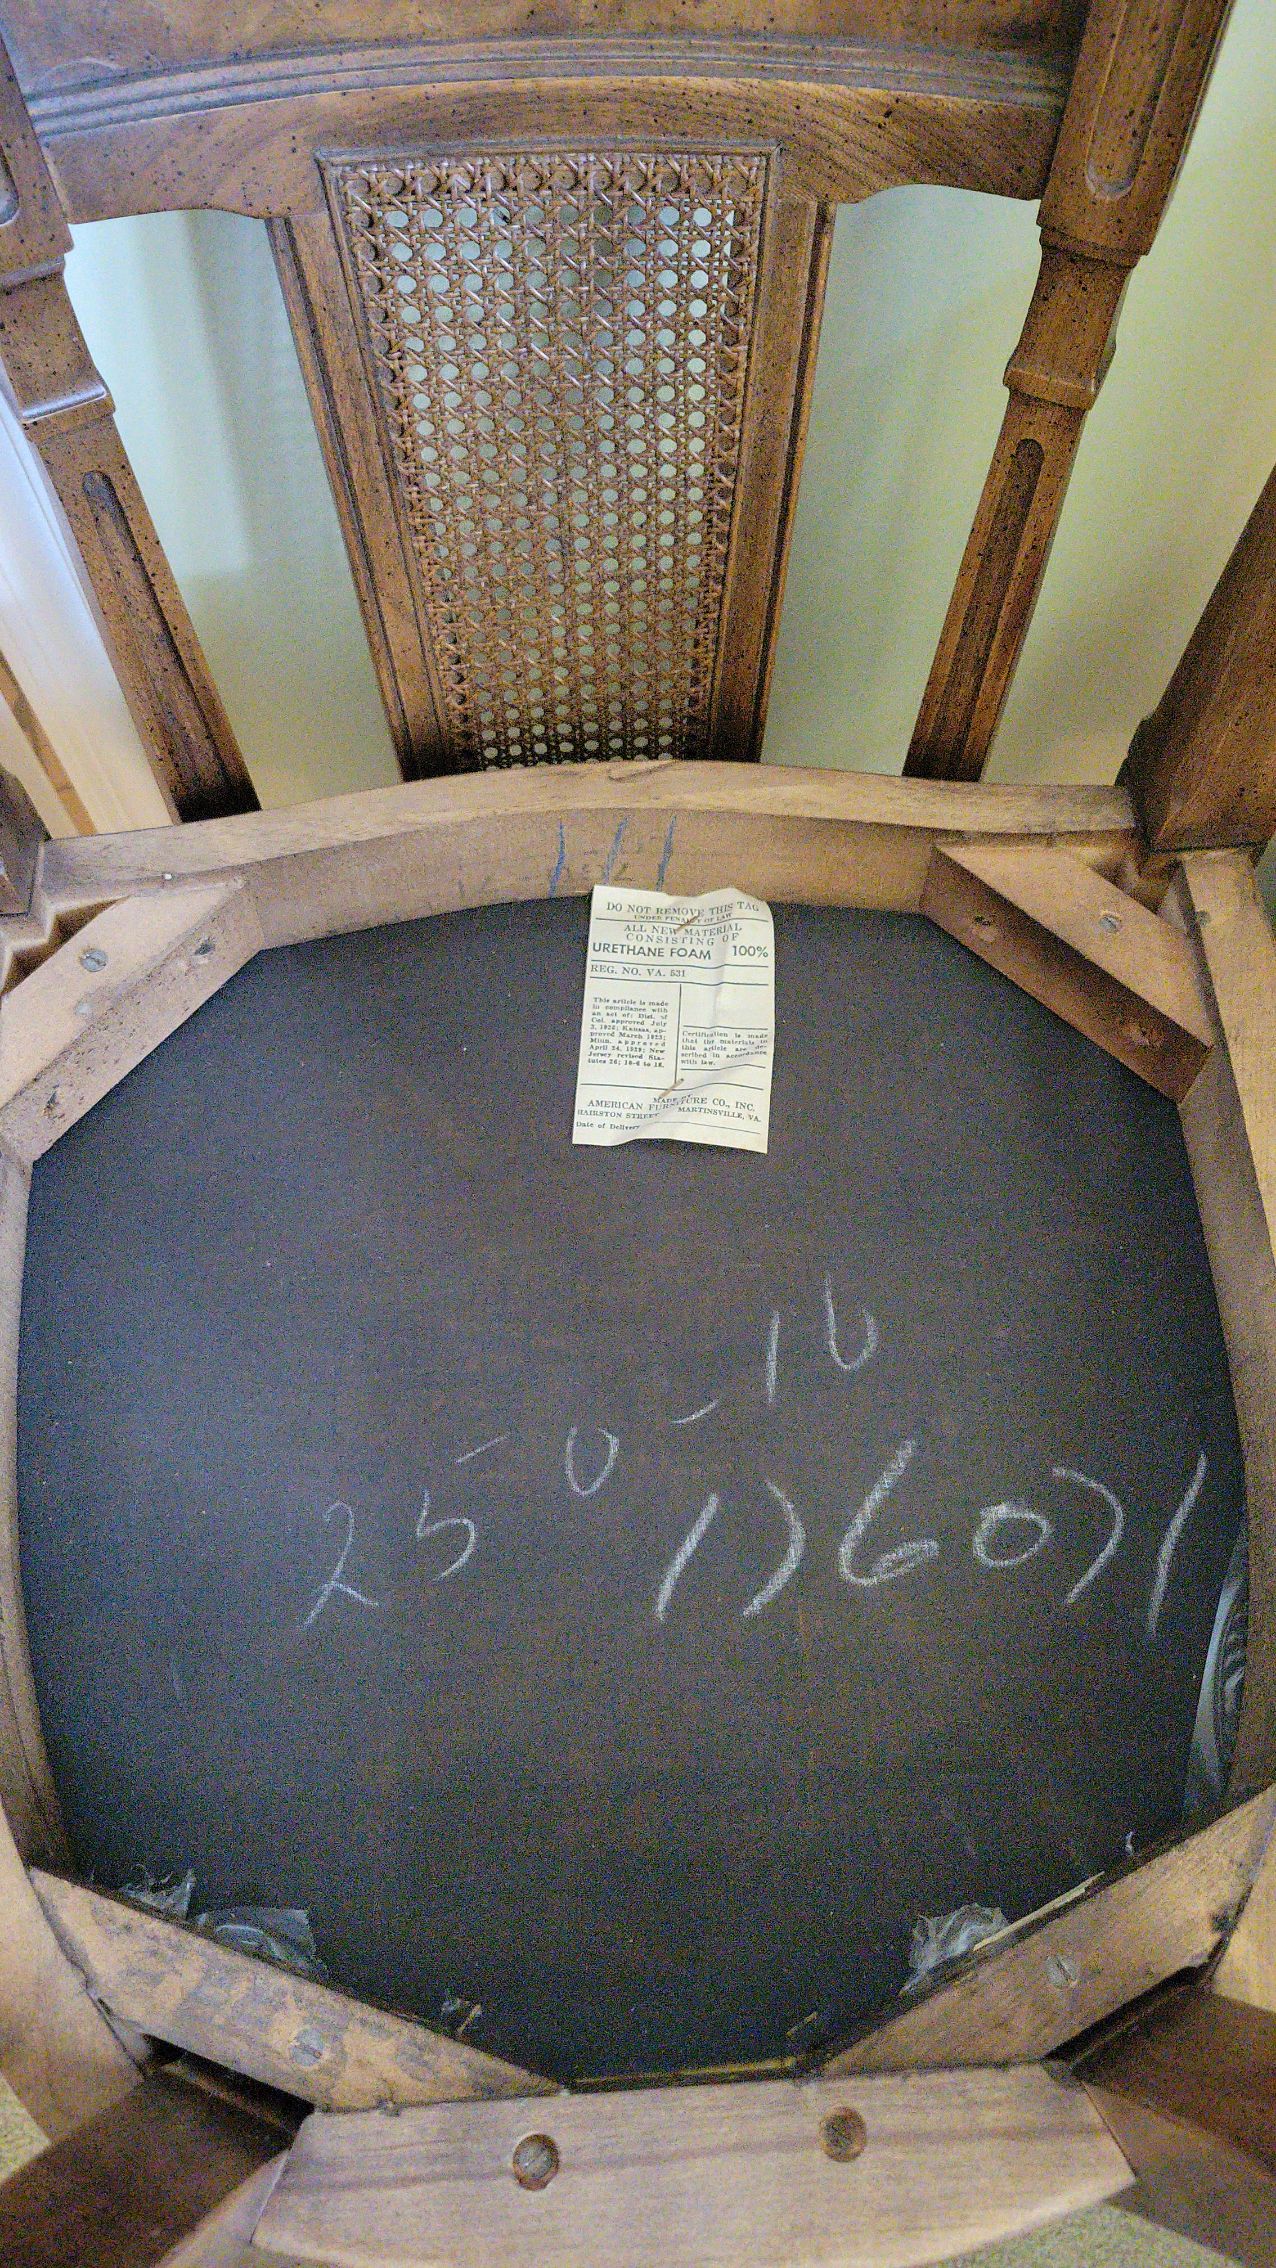 DO NOT REMOVE THIS TAG
UNDER PENALTY OF LAW
ALL NEW MATERIAL
CONSISTING OF
URETHANE FOAM 100%
REG. NO. VA. 531
This article is made
in compliance with
an act of: Dist. of
Col. approved July
3, 1926; Kansas, ap-
proved March 1923;
Minn. approved
April 24, 1929; New
Jersey revised Sta-
tutes 26; 10-6 to 18.
Certification is made
that the materials in
this article are de-
scribed in accordance
with law.
MADE
AMERICAN FURNITURE CO., INC.
HAIRSTON STREET MARTINSVILLE, VA.
Date of Delivery
25-0-10
176071